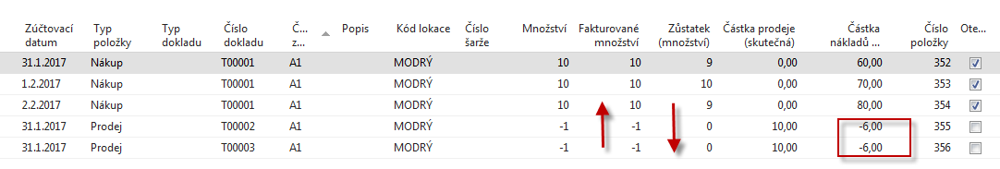 Zúčtovací datum Typ položky Typ dokladu Číslo dokladu Č... z... Popis Kód lokace Číslo šarže Množství Fakturované množství Zůstatek (množství) Částka prodeje (skutečná) Částka nákladů ... Číslo položky Ote...
31.1.2017 Nákup T00001 A1 MODRÝ 10 10 9 0,00 60,00 352
1.2.2017 Nákup T00001 A1 MODRÝ 10 10 10 0,00 70,00 353
2.2.2017 Nákup T00001 A1 MODRÝ 10 10 9 0,00 80,00 354
31.1.2017 Prodej T00002 A1 MODRÝ -1 -1 0 10,00 -6,00 355
31.1.2017 Prodej T00003 A1 MODRÝ -1 -1 0 10,00 -6,00 356